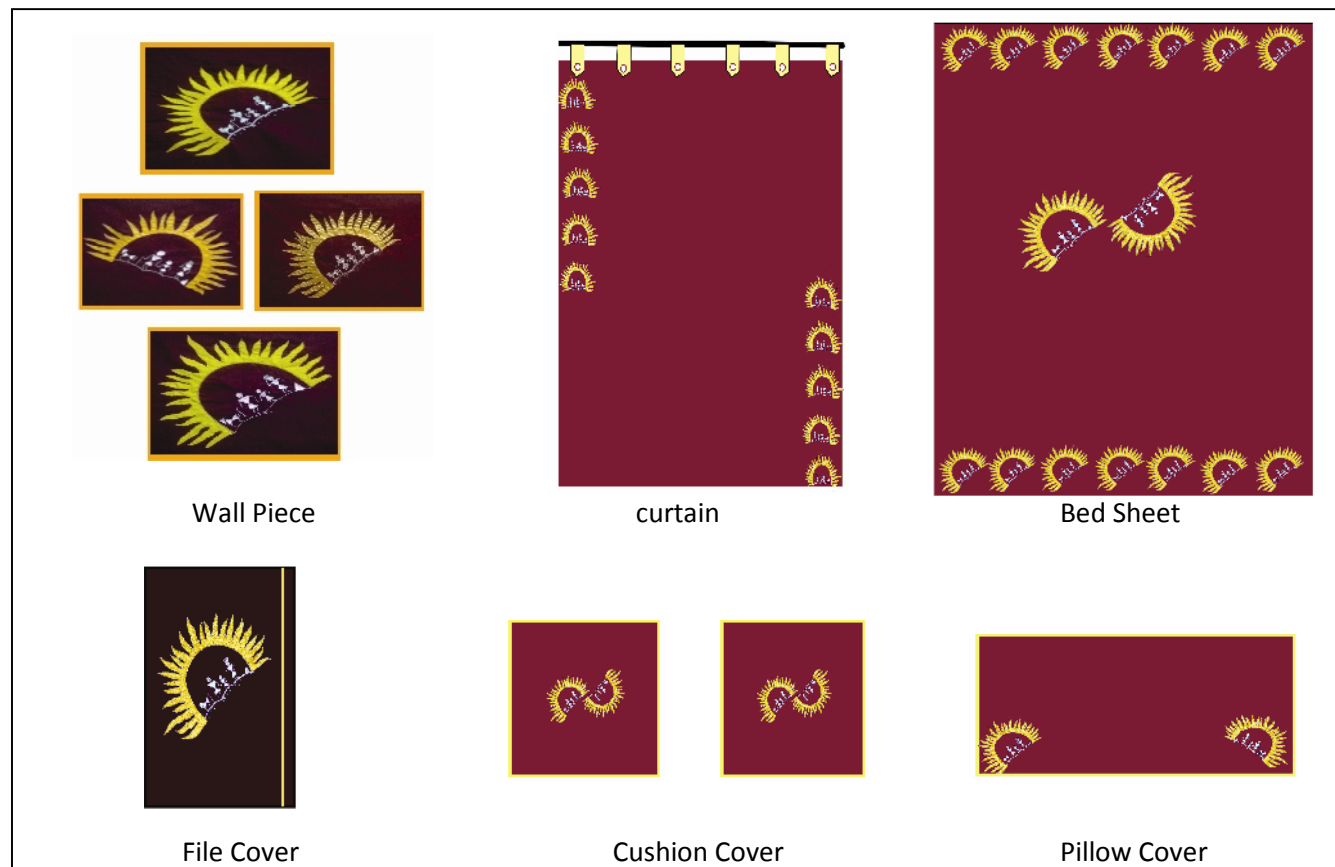 Wall Piece
curtain
Bed Sheet
File Cover
Cushion Cover
Pillow Cover